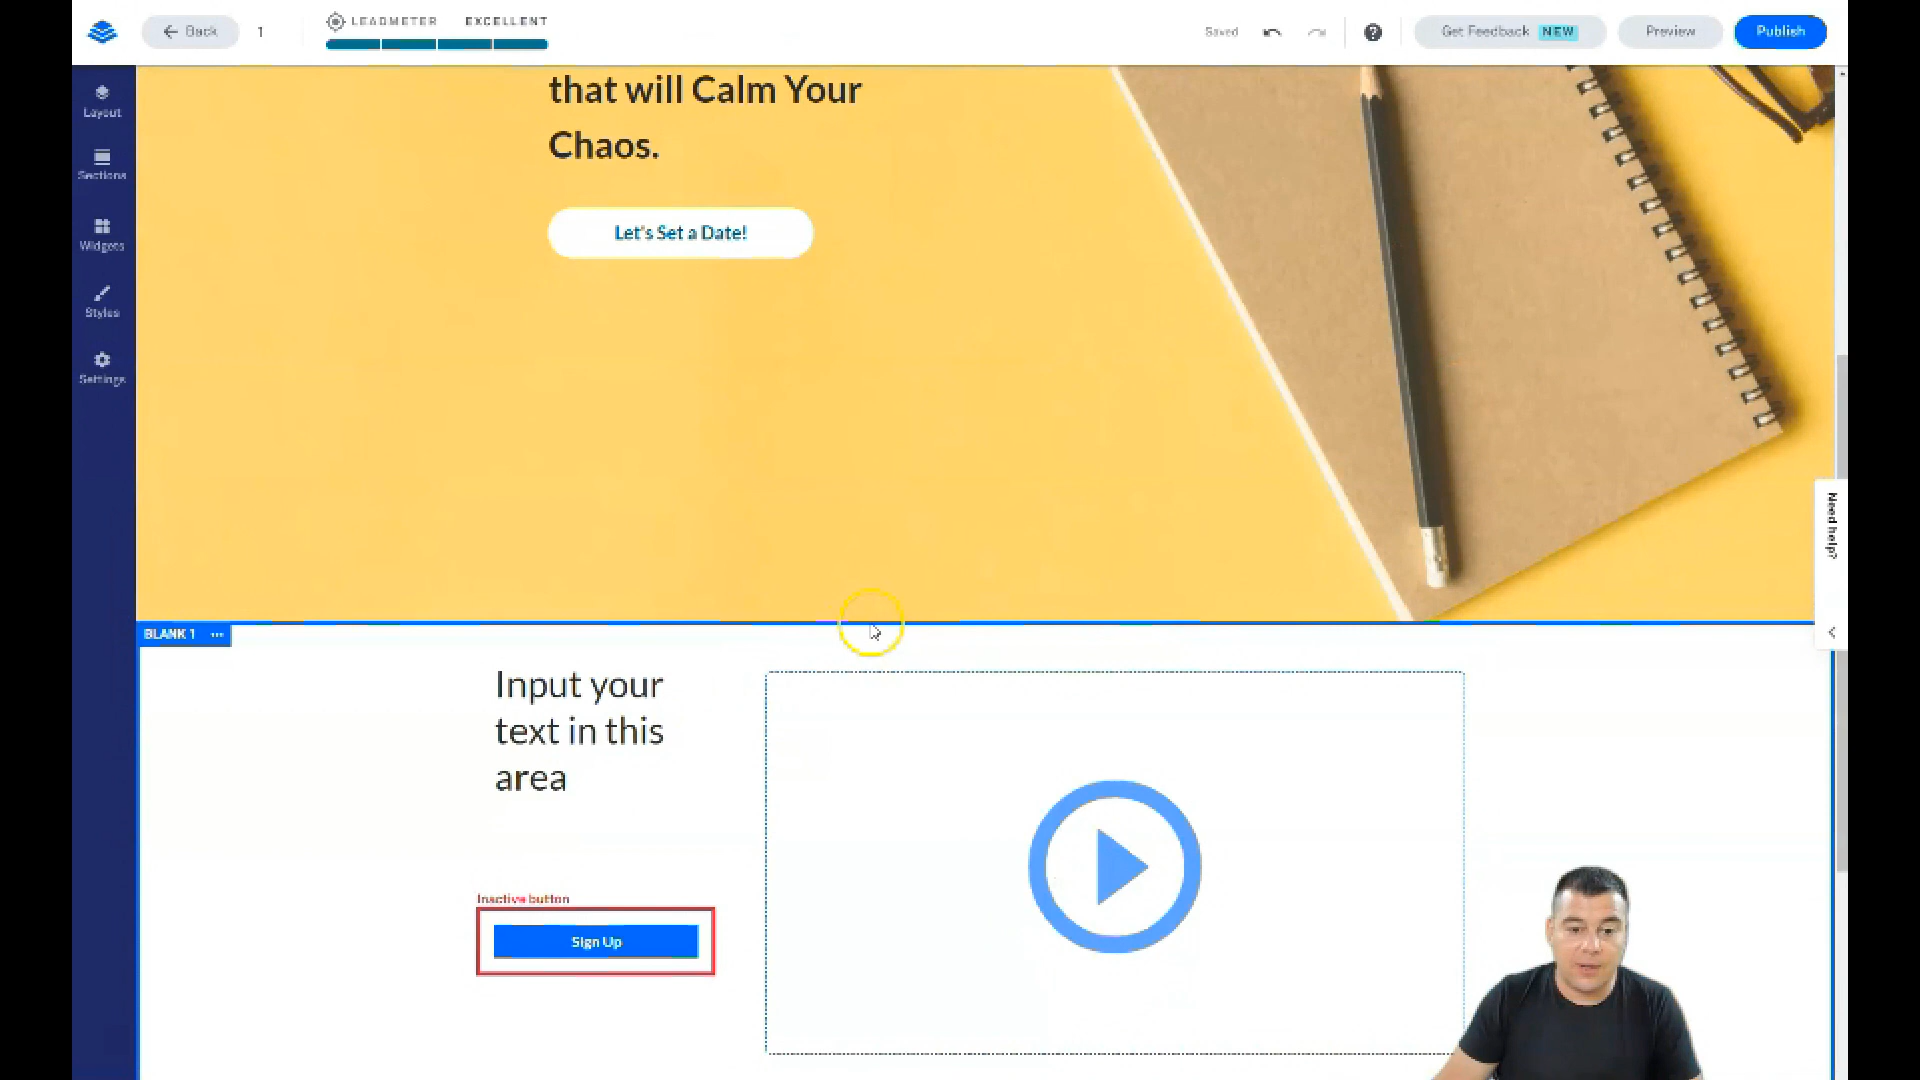 Back
1
LEADMETER EXCELLENT
Saved
Get Feedback NEW
Preview
Publish
Layout
Sections
Widgets
Styles
Settings
that will Calm Your
Chaos.
Let's Set a Date!
Need help?
BLANK 1 ...
Input your
text in this
area
Inactive button
Sign Up